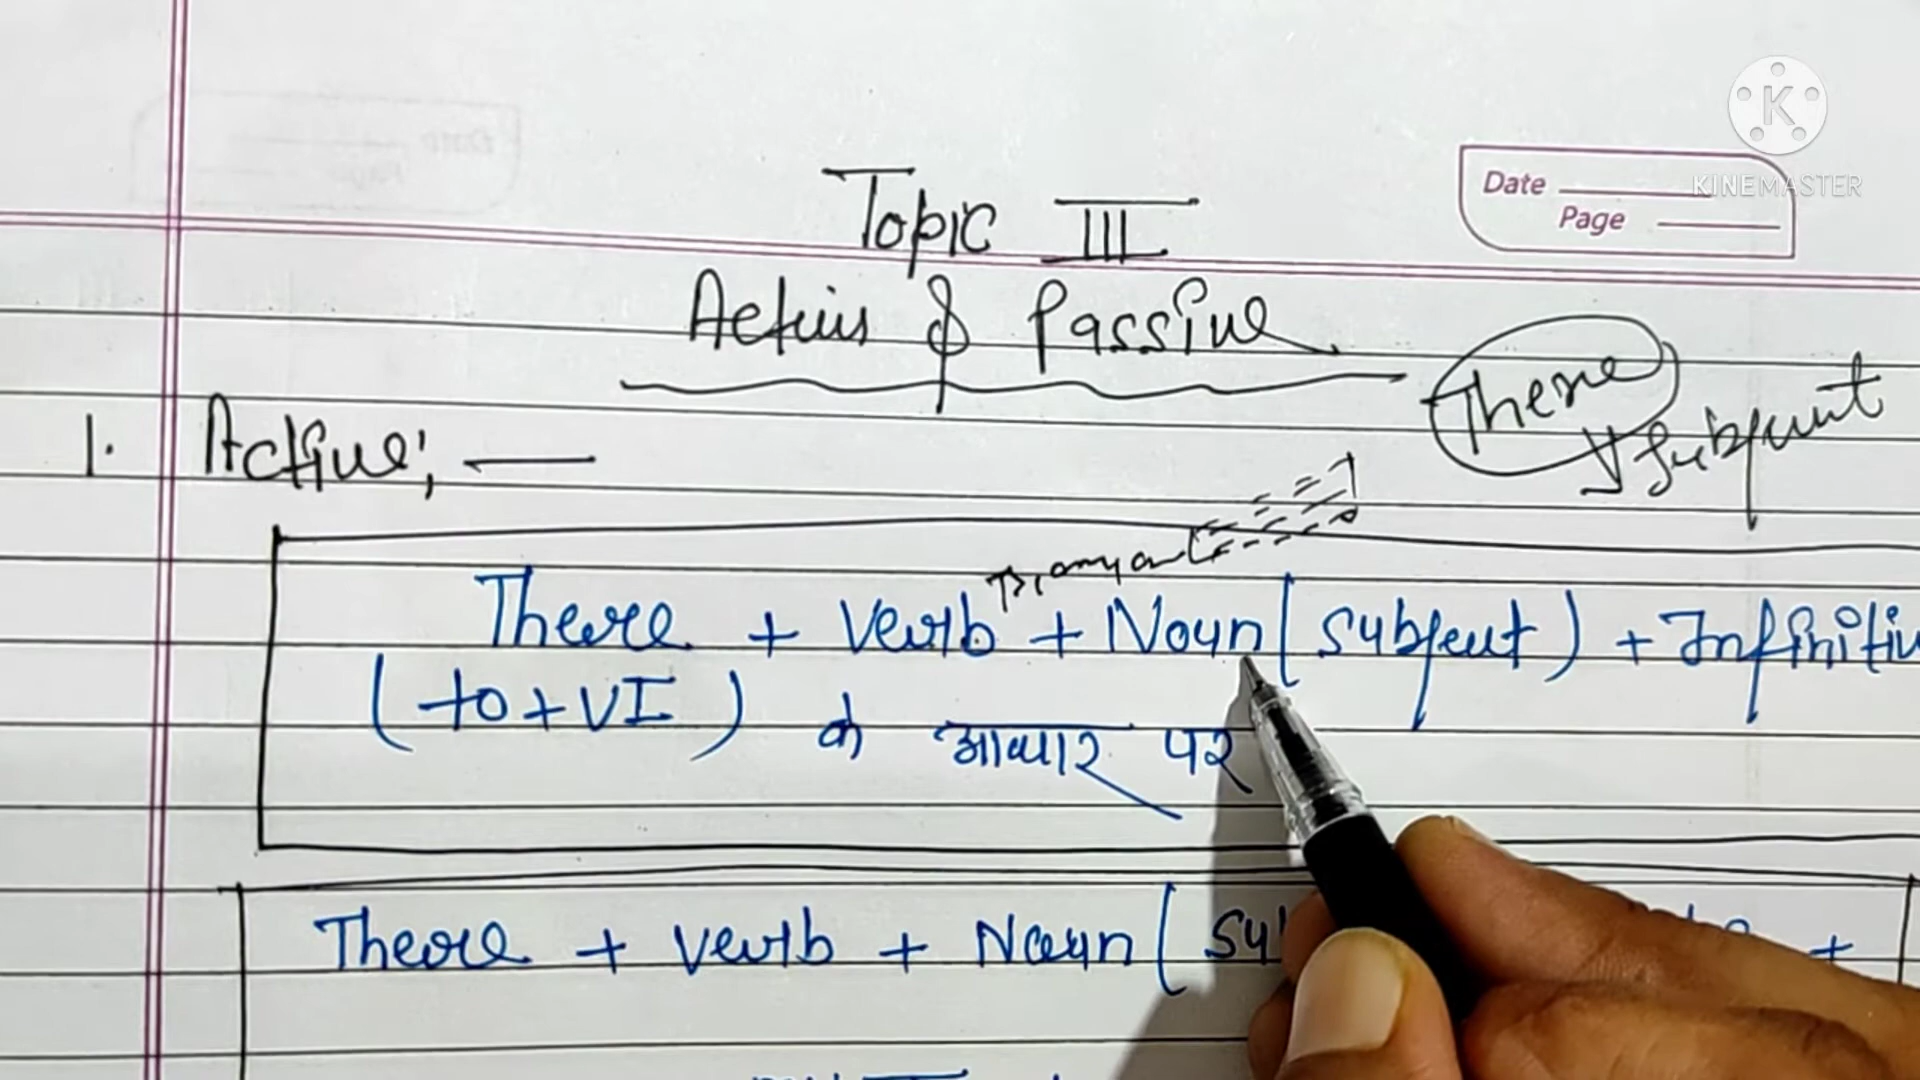 KINEMASTER
Date
Page
Topic III
Active & Passive
There
Subject
1. Active; —
There + Verb + Noun (Subject) + Infinitiv
(to + VI) के आधार पर
There + Verb + Noun (Su
+